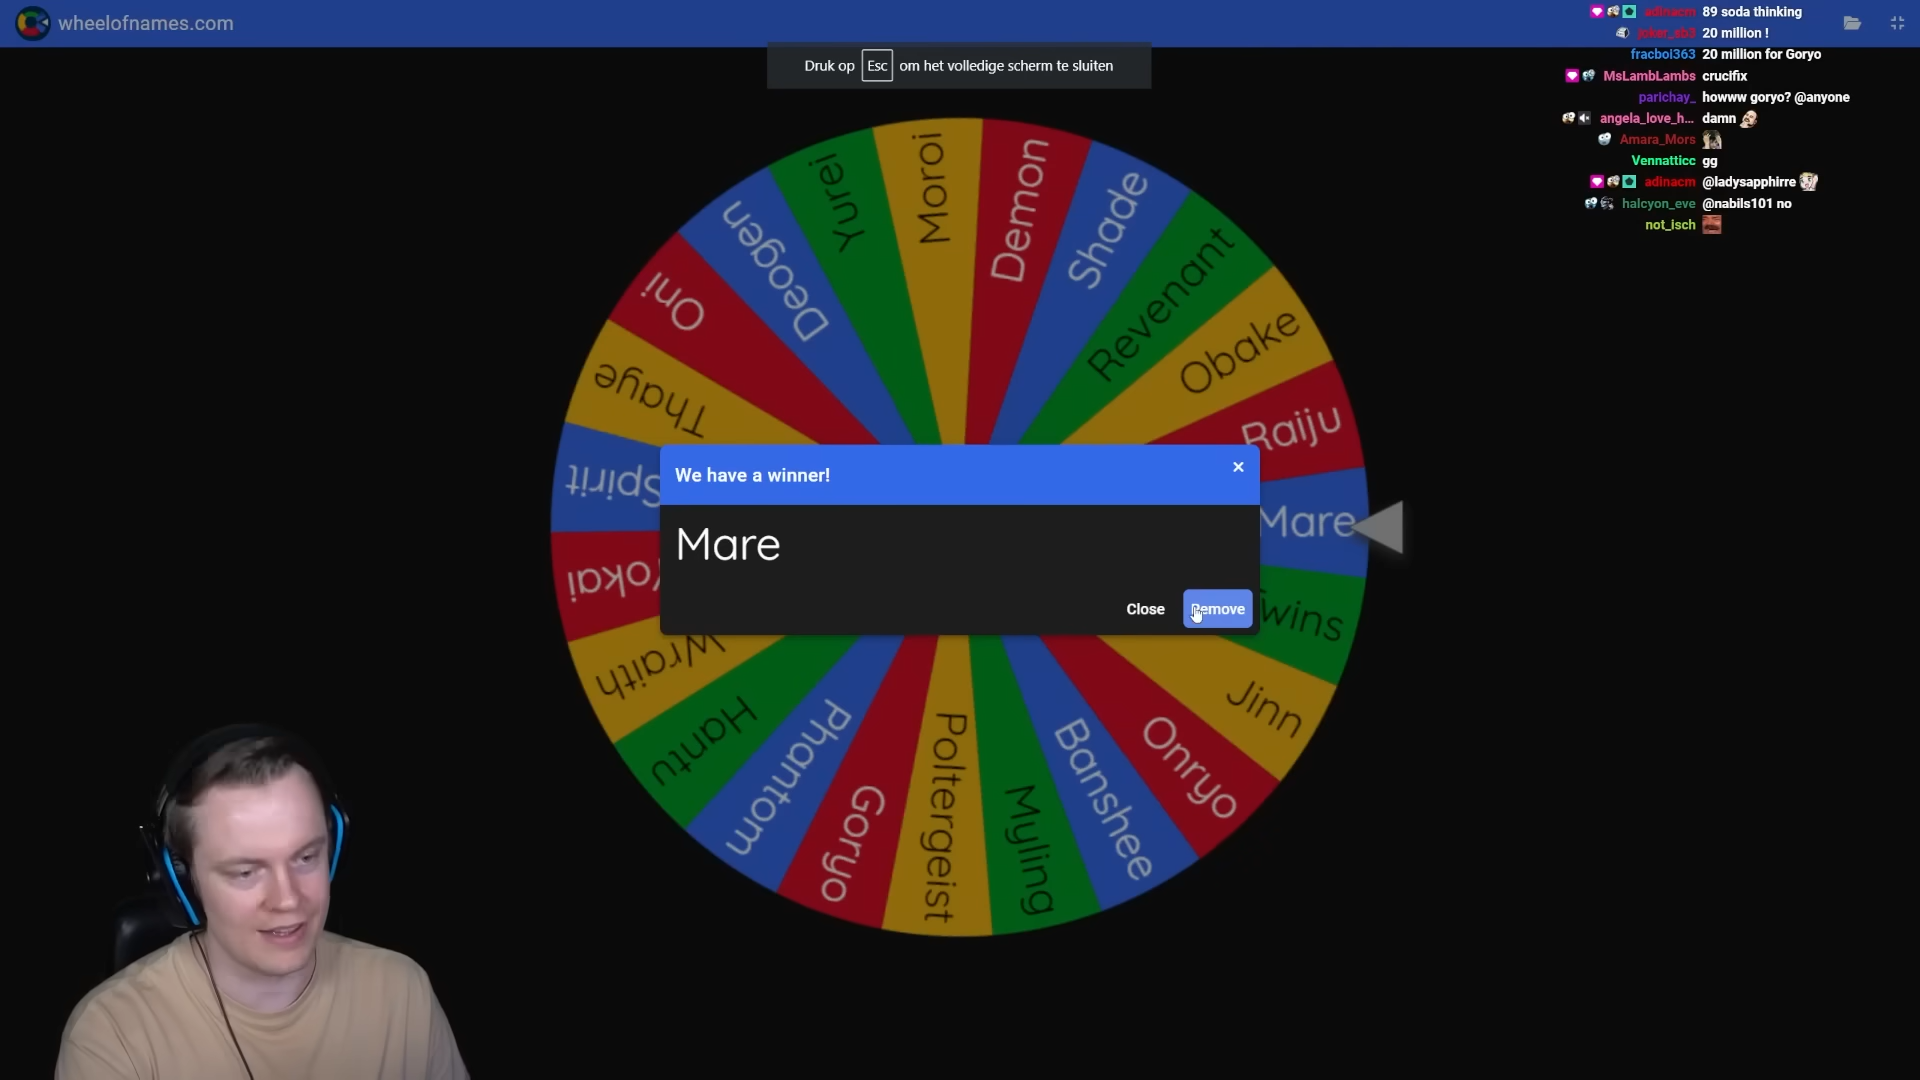 wheelofnames.com
Druk op Esc om het volledige scherm te sluiten
adinacm 89 soda thinking
joker_sb3 20 million !
fracboi363 20 million for Goryo
MsLambLambs crucifix
parichay_ howww goryo? @anyone
angela_love_h... damn
Amara_Mors
Vennatticc gg
adinacm @ladysapphirre
halcyon_eve @nabils101 no
not_isch
Moroi
Demon
Shade
Revenant
Obake
Raiju
Mare
wins
Jinn
Onryo
Banshee
Myling
Poltergeist
Goryo
Phantom
Hantu
Wraith
Yokai
Spirit
Thaye
Oni
Deogen
Yurei
We have a winner!
Mare
Close
Remove